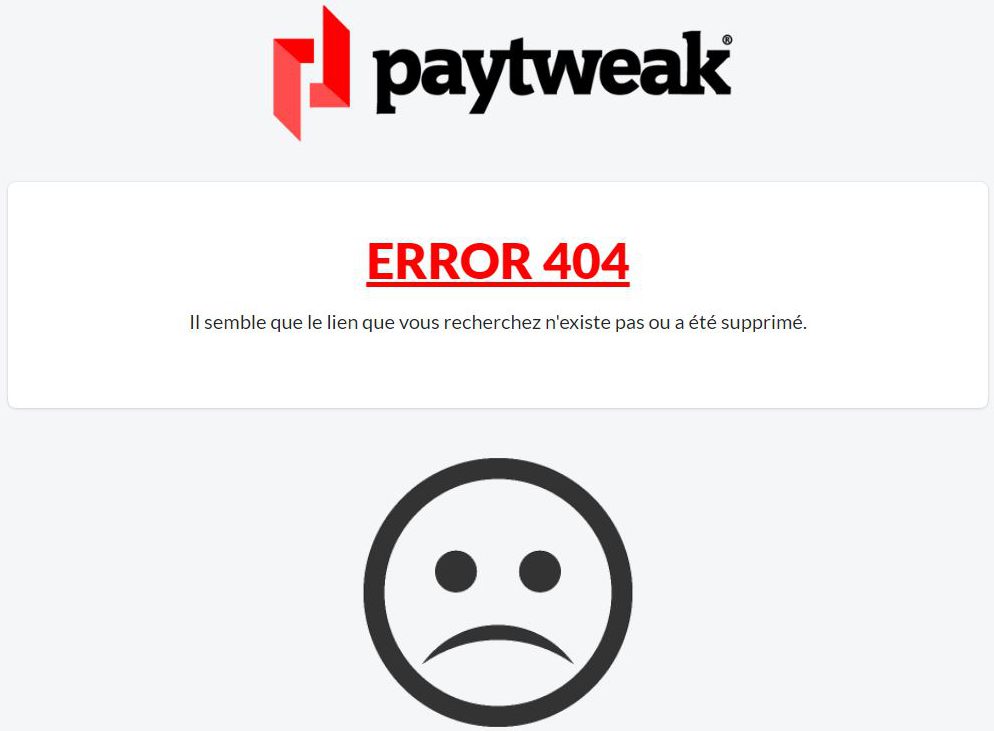 paytweak®
ERROR 404
Il semble que le lien que vous recherchez n'existe pas ou a été supprimé.